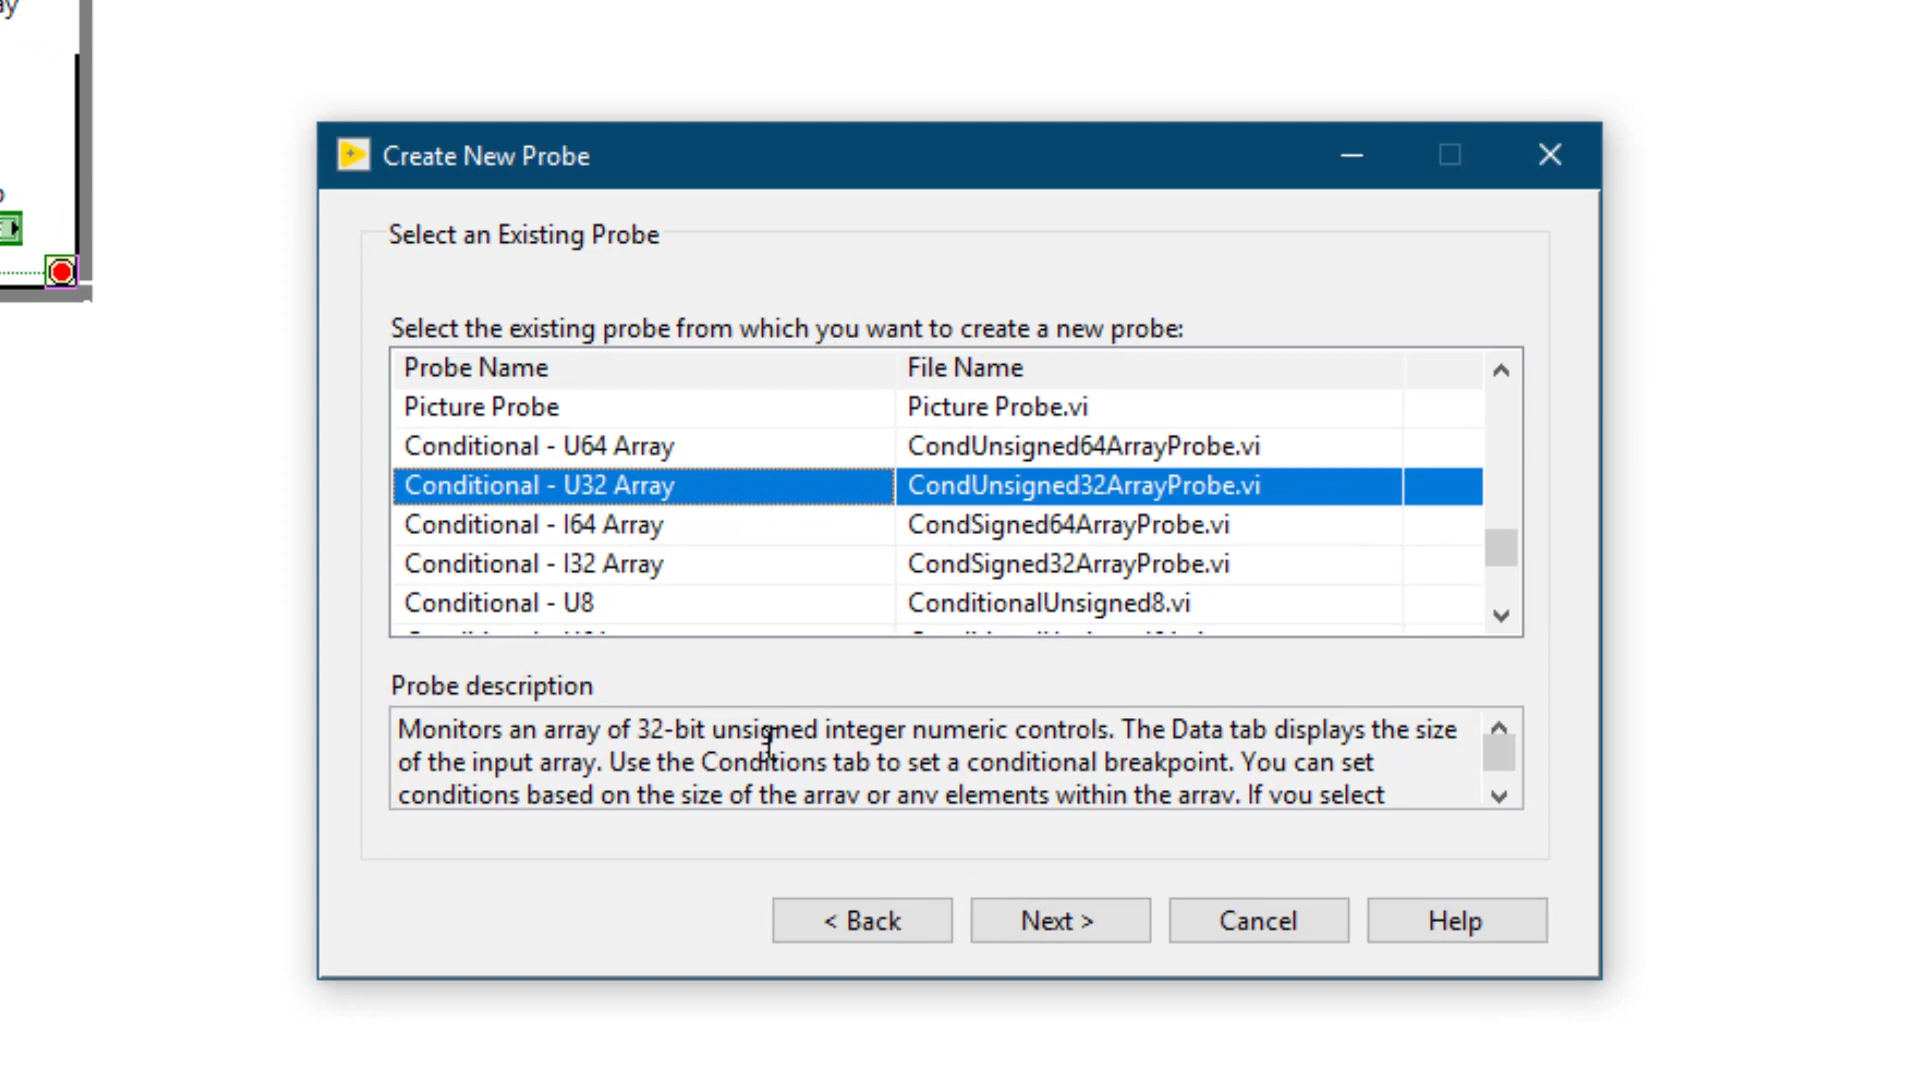 ay
Create New Probe
Select an Existing Probe
Select the existing probe from which you want to create a new probe:
Probe Name File Name
Picture Probe Picture Probe.vi
Conditional - U64 Array CondUnsigned64ArrayProbe.vi
Conditional - U32 Array CondUnsigned32ArrayProbe.vi
Conditional - I64 Array CondSigned64ArrayProbe.vi
Conditional - I32 Array CondSigned32ArrayProbe.vi
Conditional - U8 ConditionalUnsigned8.vi
Probe description
Monitors an array of 32-bit unsigned integer numeric controls. The Data tab displays the size
of the input array. Use the Conditions tab to set a conditional breakpoint. You can set
conditions based on the size of the array or any elements within the array. If you select
< Back Next > Cancel Help